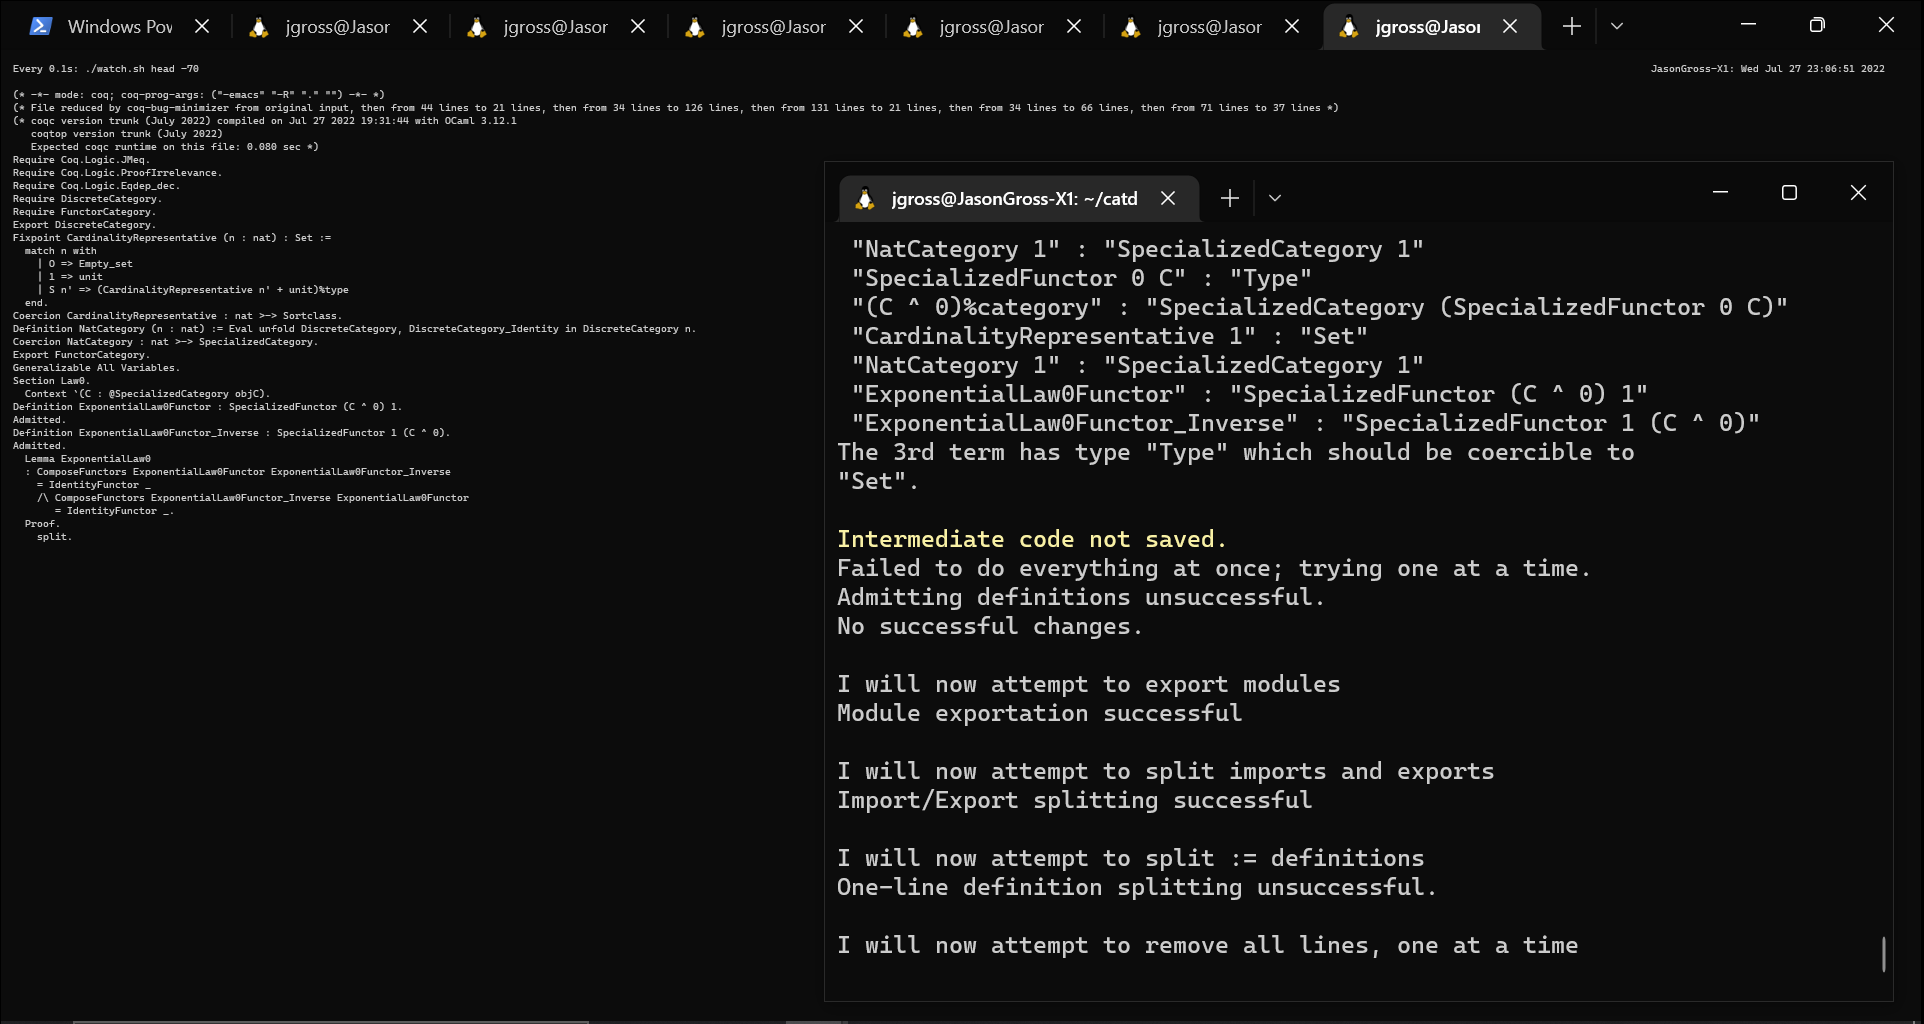 Windows Pov
jgross@Jasor
jgross@Jasor
jgross@Jasor
jgross@Jasor
jgross@Jasor
jgross@Jasor
Every 0.1s: ./watch.sh head -70
JasonGross-X1: Wed Jul 27 23:06:51 2022
(* -*- mode: coq; coq-prog-args: ("-emacs" "-R" "." "") -*- *)
(* File reduced by coq-bug-minimizer from original input, then from 44 lines to 21 lines, then from 34 lines to 126 lines, then from 131 lines to 21 lines, then from 34 lines to 66 lines, then from 71 lines to 37 lines *)
(* coqc version trunk (July 2022) compiled on Jul 27 2022 19:31:44 with OCaml 3.12.1
   coqtop version trunk (July 2022)
   Expected coqc runtime on this file: 0.080 sec *)
Require Coq.Logic.JMeq.
Require Coq.Logic.ProofIrrelevance.
Require Coq.Logic.Eqdep_dec.
Require DiscreteCategory.
Require FunctorCategory.
Export DiscreteCategory.
Fixpoint CardinalityRepresentative (n : nat) : Set :=
  match n with
    | O => Empty_set
    | 1 => unit
    | S n' => (CardinalityRepresentative n' + unit)%type
  end.
Coercion CardinalityRepresentative : nat >-> Sortclass.
Definition NatCategory (n : nat) := Eval unfold DiscreteCategory, DiscreteCategory_Identity in DiscreteCategory n.
Coercion NatCategory : nat >-> SpecializedCategory.
Export FunctorCategory.
Generalizable All Variables.
Section Law0.
  Context `(C : @SpecializedCategory objC).
Definition ExponentialLaw0Functor : SpecializedFunctor (C ^ 0) 1.
Admitted.
Definition ExponentialLaw0Functor_Inverse : SpecializedFunctor 1 (C ^ 0).
Admitted.
  Lemma ExponentialLaw0
  : ComposeFunctors ExponentialLaw0Functor ExponentialLaw0Functor_Inverse
    = IdentityFunctor _
    /\ ComposeFunctors ExponentialLaw0Functor_Inverse ExponentialLaw0Functor
       = IdentityFunctor _.
  Proof.
    split.
jgross@JasonGross-X1: ~/catd
 "NatCategory 1" : "SpecializedCategory 1"
 "SpecializedFunctor 0 C" : "Type"
 "(C ^ 0)%category" : "SpecializedCategory (SpecializedFunctor 0 C)"
 "CardinalityRepresentative 1" : "Set"
 "NatCategory 1" : "SpecializedCategory 1"
 "ExponentialLaw0Functor" : "SpecializedFunctor (C ^ 0) 1"
 "ExponentialLaw0Functor_Inverse" : "SpecializedFunctor 1 (C ^ 0)"
The 3rd term has type "Type" which should be coercible to
"Set".
Intermediate code not saved.
Failed to do everything at once; trying one at a time.
Admitting definitions unsuccessful.
No successful changes.
I will now attempt to export modules
Module exportation successful
I will now attempt to split imports and exports
Import/Export splitting successful
I will now attempt to split := definitions
One-line definition splitting unsuccessful.
I will now attempt to remove all lines, one at a time